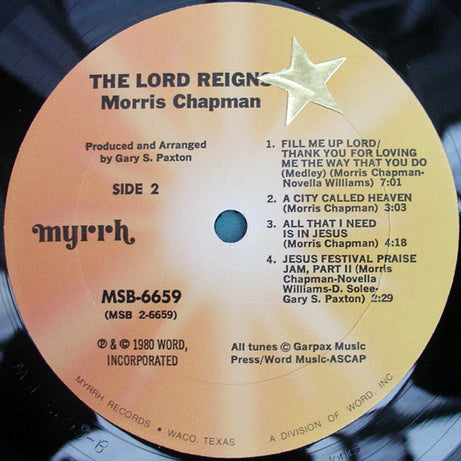 THE LORD REIGNS
Morris Chapman
Produced and Arranged
by Gary S. Paxton
SIDE 2
myrrh
MSB-6659
(MSB 2-6659)
℗ & © 1980 WORD,
INCORPORATED
1. FILL ME UP LORD/
THANK YOU FOR LOVING
ME THE WAY THAT YOU DO
(Medley) (Morris Chapman-
Novella Williams) 7:01
2. A CITY CALLED HEAVEN
(Morris Chapman) 3:03
3. ALL THAT I NEED
IS IN JESUS
(Morris Chapman) 4:18
4. JESUS FESTIVAL PRAISE
JAM, PART II (Morris
Chapman-Novella
Williams-D. Solee-
Gary S. Paxton) 2:29
All tunes © Garpax Music
Press/Word Music-ASCAP
MYRRH RECORDS • WACO, TEXAS • A DIVISION OF WORD, INC.